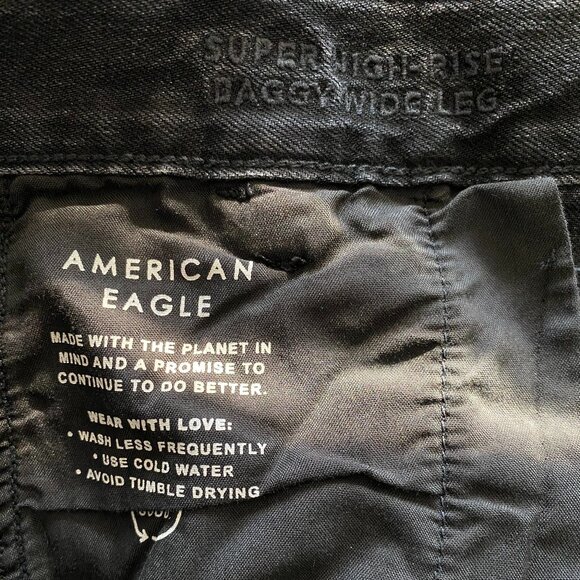 SUPER HIGH-RISE
BAGGY WIDE LEG
AMERICAN
EAGLE
MADE WITH THE PLANET IN
MIND AND A PROMISE TO
CONTINUE TO DO BETTER.
WEAR WITH LOVE:
• WASH LESS FREQUENTLY
• USE COLD WATER
• AVOID TUMBLE DRYING